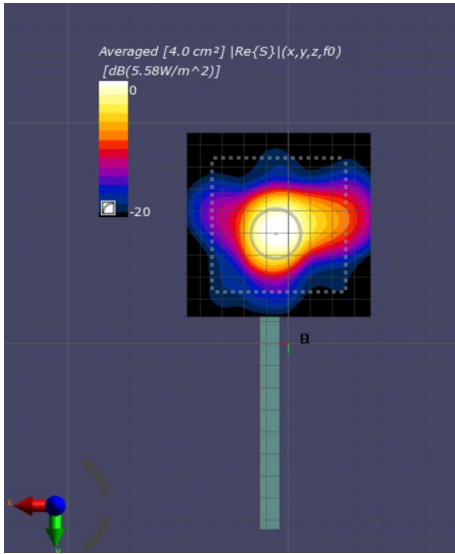 Averaged [4.0 cm²] |Re{S}|(x,y,z,f0)
[dB(5.58W/m^2)]
0
-20
x
y